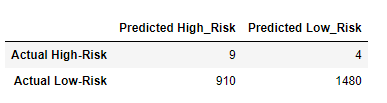 Predicted High_Risk Predicted Low_Risk
Actual High-Risk 9 4
Actual Low-Risk 910 1480